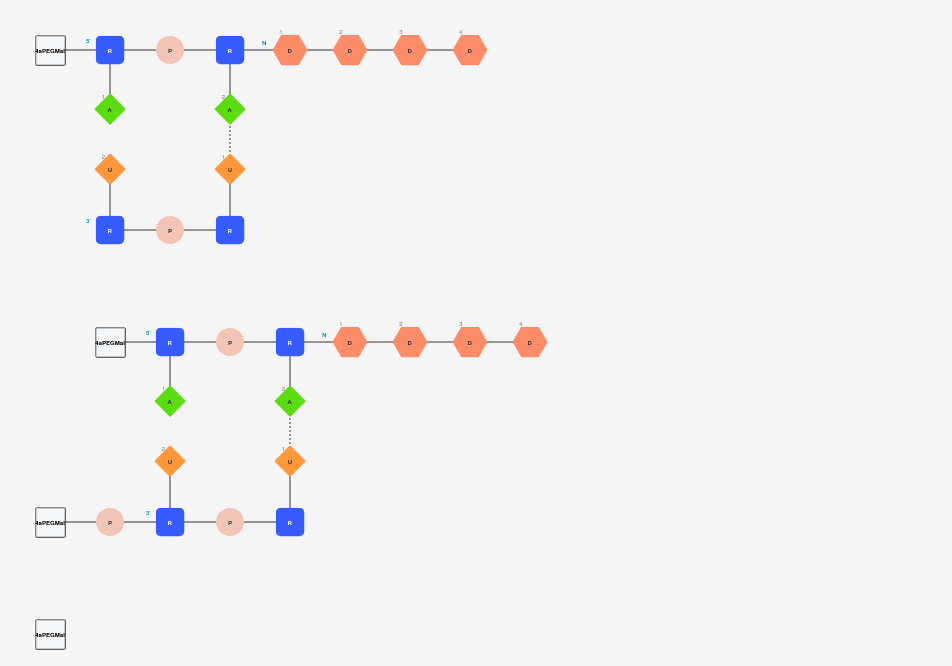 1 2 3 4
5' N
4aPEGMal R P R D D D D
1 2
A A
2 1
U U
3'
R P R
1 2 3 4
5' N
4aPEGMal R P R D D D D
1 2
A A
2 1
U U
3'
4aPEGMal P R P R
4aPEGMal